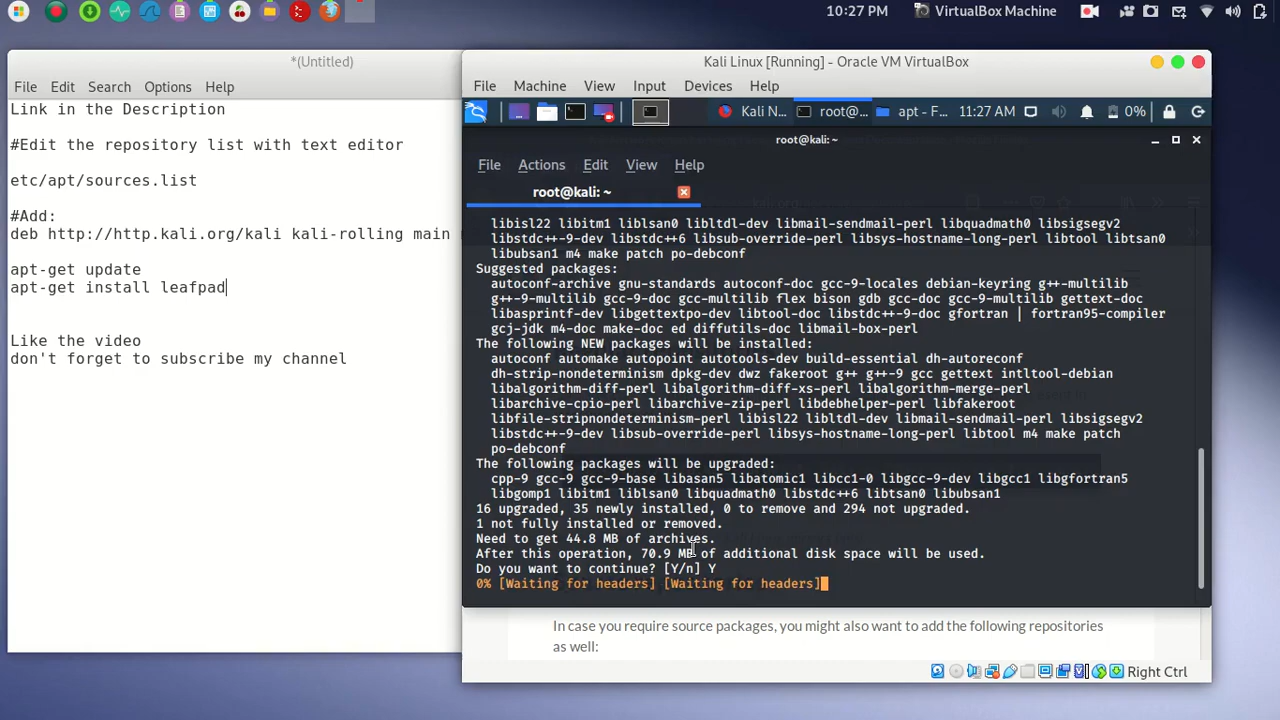 10:27 PM
VirtualBox Machine
*(Untitled)
File Edit Search Options Help
Link in the Description
#Edit the repository list with text editor
etc/apt/sources.list
#Add:
deb http://http.kali.org/kali kali-rolling main
apt-get update
apt-get install leafpad
Like the video
don't forget to subscribe my channel
Kali Linux [Running] - Oracle VM VirtualBox
File Machine View Input Devices Help
Kali N... root@... apt - F... 11:27 AM 0%
root@kali: ~
File Actions Edit View Help
root@kali: ~
libisl22 libitm1 liblsan0 libltdl-dev libmail-sendmail-perl libquadmath0 libsigsegv2
libstdc++-9-dev libstdc++6 libsub-override-perl libsys-hostname-long-perl libtool libtsan0
libubsan1 m4 make patch po-debconf
Suggested packages:
autoconf-archive gnu-standards autoconf-doc gcc-9-locales debian-keyring g++-multilib
g++-9-multilib gcc-9-doc gcc-multilib flex bison gdb gcc-doc gcc-9-multilib gettext-doc
libasprintf-dev libgettextpo-dev libtool-doc libstdc++-9-doc gfortran | fortran95-compiler
gcj-jdk m4-doc make-doc ed diffutils-doc libmail-box-perl
The following NEW packages will be installed:
autoconf automake autopoint autotools-dev build-essential dh-autoreconf
dh-strip-nondeterminism dpkg-dev dwz fakeroot g++ g++-9 gcc gettext intltool-debian
libalgorithm-diff-perl libalgorithm-diff-xs-perl libalgorithm-merge-perl
libarchive-cpio-perl libarchive-zip-perl libdebhelper-perl libfakeroot
libfile-stripnondeterminism-perl libisl22 libltdl-dev libmail-sendmail-perl libsigsegv2
libstdc++-9-dev libsub-override-perl libsys-hostname-long-perl libtool m4 make patch
po-debconf
The following packages will be upgraded:
cpp-9 gcc-9 gcc-9-base libasan5 libatomic1 libcc1-0 libgcc-9-dev libgcc1 libgfortran5
libgomp1 libitm1 liblsan0 libquadmath0 libstdc++6 libtsan0 libubsan1
16 upgraded, 35 newly installed, 0 to remove and 294 not upgraded.
1 not fully installed or removed.
Need to get 44.8 MB of archives.
After this operation, 70.9 MB of additional disk space will be used.
Do you want to continue? [Y/n] Y
0% [Waiting for headers] [Waiting for headers]
In case you require source packages, you might also want to add the following repositories
as well:
Right Ctrl